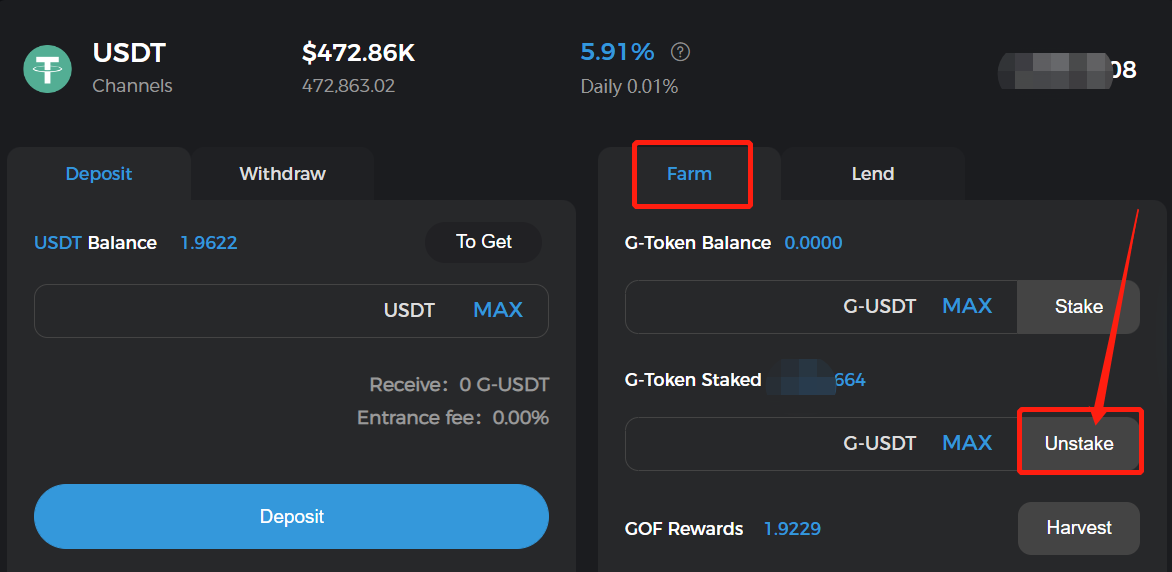 USDT
Channels
$472.86K
472,863.02
5.91% ?
Daily 0.01%
08
Deposit
Withdraw
USDT Balance 1.9622
To Get
USDT MAX
Receive: 0 G-USDT
Entrance fee: 0.00%
Deposit
Farm
Lend
G-Token Balance 0.0000
G-USDT MAX
Stake
G-Token Staked 664
G-USDT MAX
Unstake
GOF Rewards 1.9229
Harvest